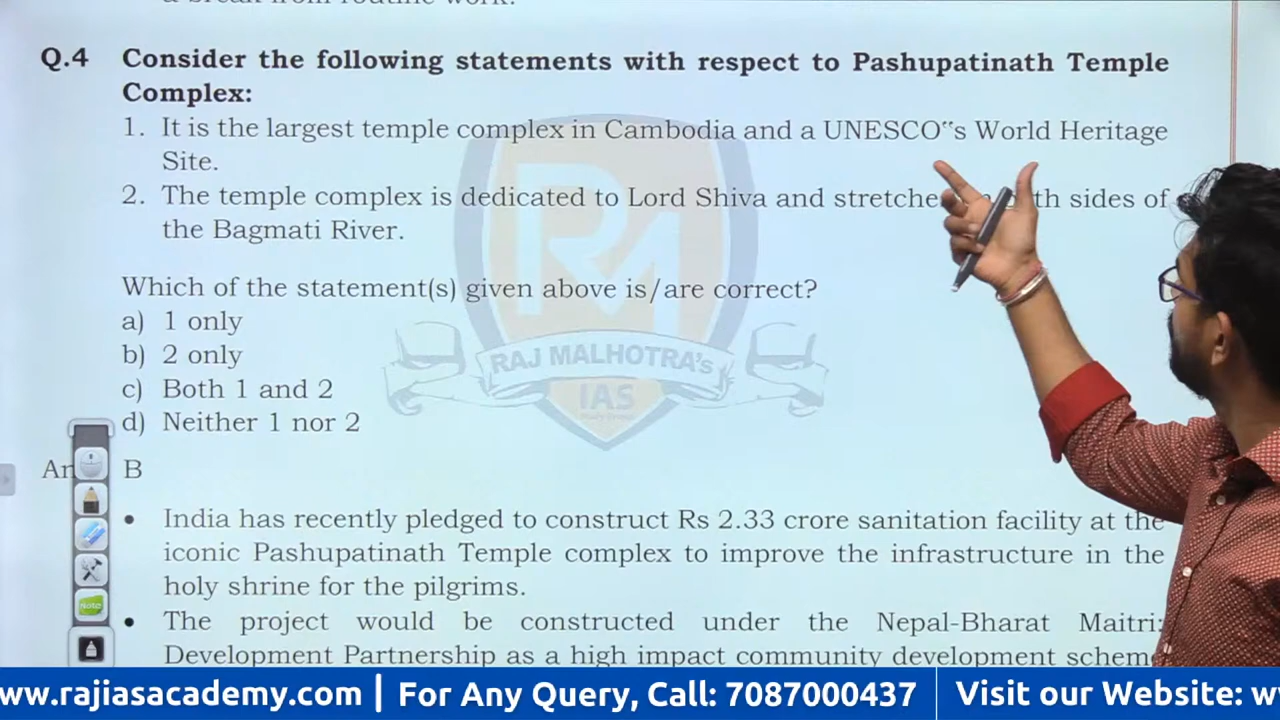 Q.4 Consider the following statements with respect to Pashupatinath Temple
Complex:
1. It is the largest temple complex in Cambodia and a UNESCO‟s World Heritage
Site.
2. The temple complex is dedicated to Lord Shiva and stretche th sides of
the Bagmati River.
Which of the statement(s) given above is/are correct?
a) 1 only
b) 2 only
c) Both 1 and 2
d) Neither 1 nor 2
An B
• India has recently pledged to construct Rs 2.33 crore sanitation facility at the
iconic Pashupatinath Temple complex to improve the infrastructure in the
holy shrine for the pilgrims.
• The project would be constructed under the Nepal-Bharat Maitri:
Development Partnership as a high impact community development schem
RM
RAJ MALHOTRA's
IAS
Note
ww.rajiasacademy.com | For Any Query, Call: 7087000437 | Visit our Website: w